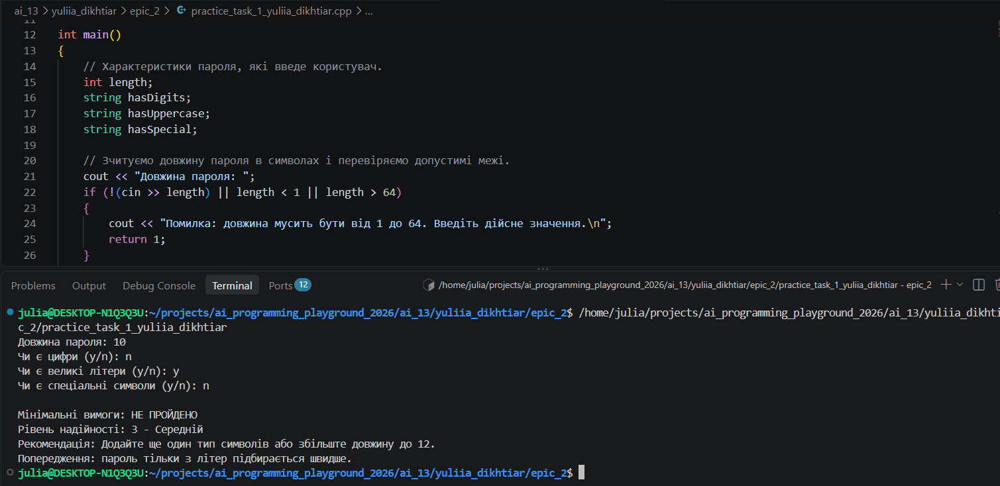 ai_13 > yuliia_dikhtiar > epic_2 > practice_task_1_yuliia_dikhtiar.cpp > ...
11
12 int main()
13 {
14 // Характеристики пароля, які введе користувач.
15 int length;
16 string hasDigits;
17 string hasUppercase;
18 string hasSpecial;
19
20 // Зчитуємо довжину пароля в символах і перевіряємо допустимі межі.
21 cout << "Довжина пароля: ";
22 if (!(cin >> length) || length < 1 || length > 64)
23 {
24 cout << "Помилка: довжина мусить бути від 1 до 64. Введіть дійсне значення.\n";
25 return 1;
26 }
Problems Output Debug Console Terminal Ports 12 /home/julia/projects/ai_programming_playground_2026/ai_13/yuliia_dikhtiar/epic_2/practice_task_1_yuliia_dikhtiar - epic_2
julia@DESKTOP-N1Q3Q3U:~/projects/ai_programming_playground_2026/ai_13/yuliia_dikhtiar/epic_2$ /home/julia/projects/ai_programming_playground_2026/ai_13/yuliia_dikhti
c_2/practice_task_1_yuliia_dikhtiar
Довжина пароля: 10
Чи є цифри (y/n): n
Чи є великі літери (y/n): y
Чи є спеціальні символи (y/n): n
Мінімальні вимоги: НЕ ПРОЙДЕНО
Рівень надійності: 3 - Середній
Рекомендація: Додайте ще один тип символів або збільште довжину до 12.
Попередження: пароль тільки з літер підбирається швидше.
julia@DESKTOP-N1Q3Q3U:~/projects/ai_programming_playground_2026/ai_13/yuliia_dikhtiar/epic_2$